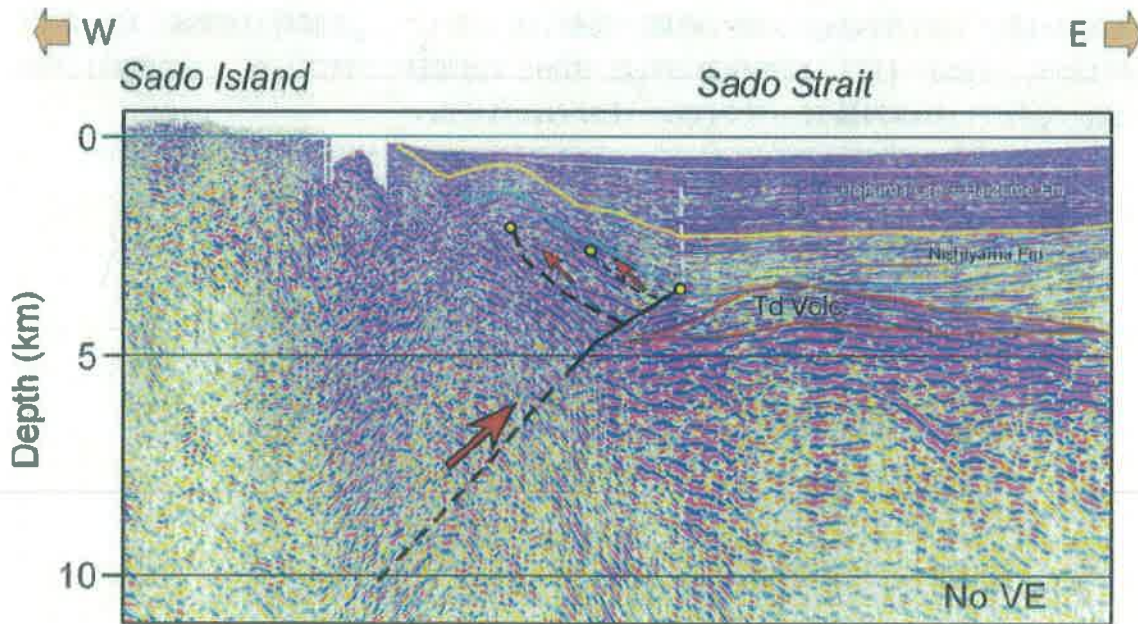 W
E
Sado Island
Sado Strait
0
Nishiyama Fm
Td Volc
Depth (km)
5
10
No VE